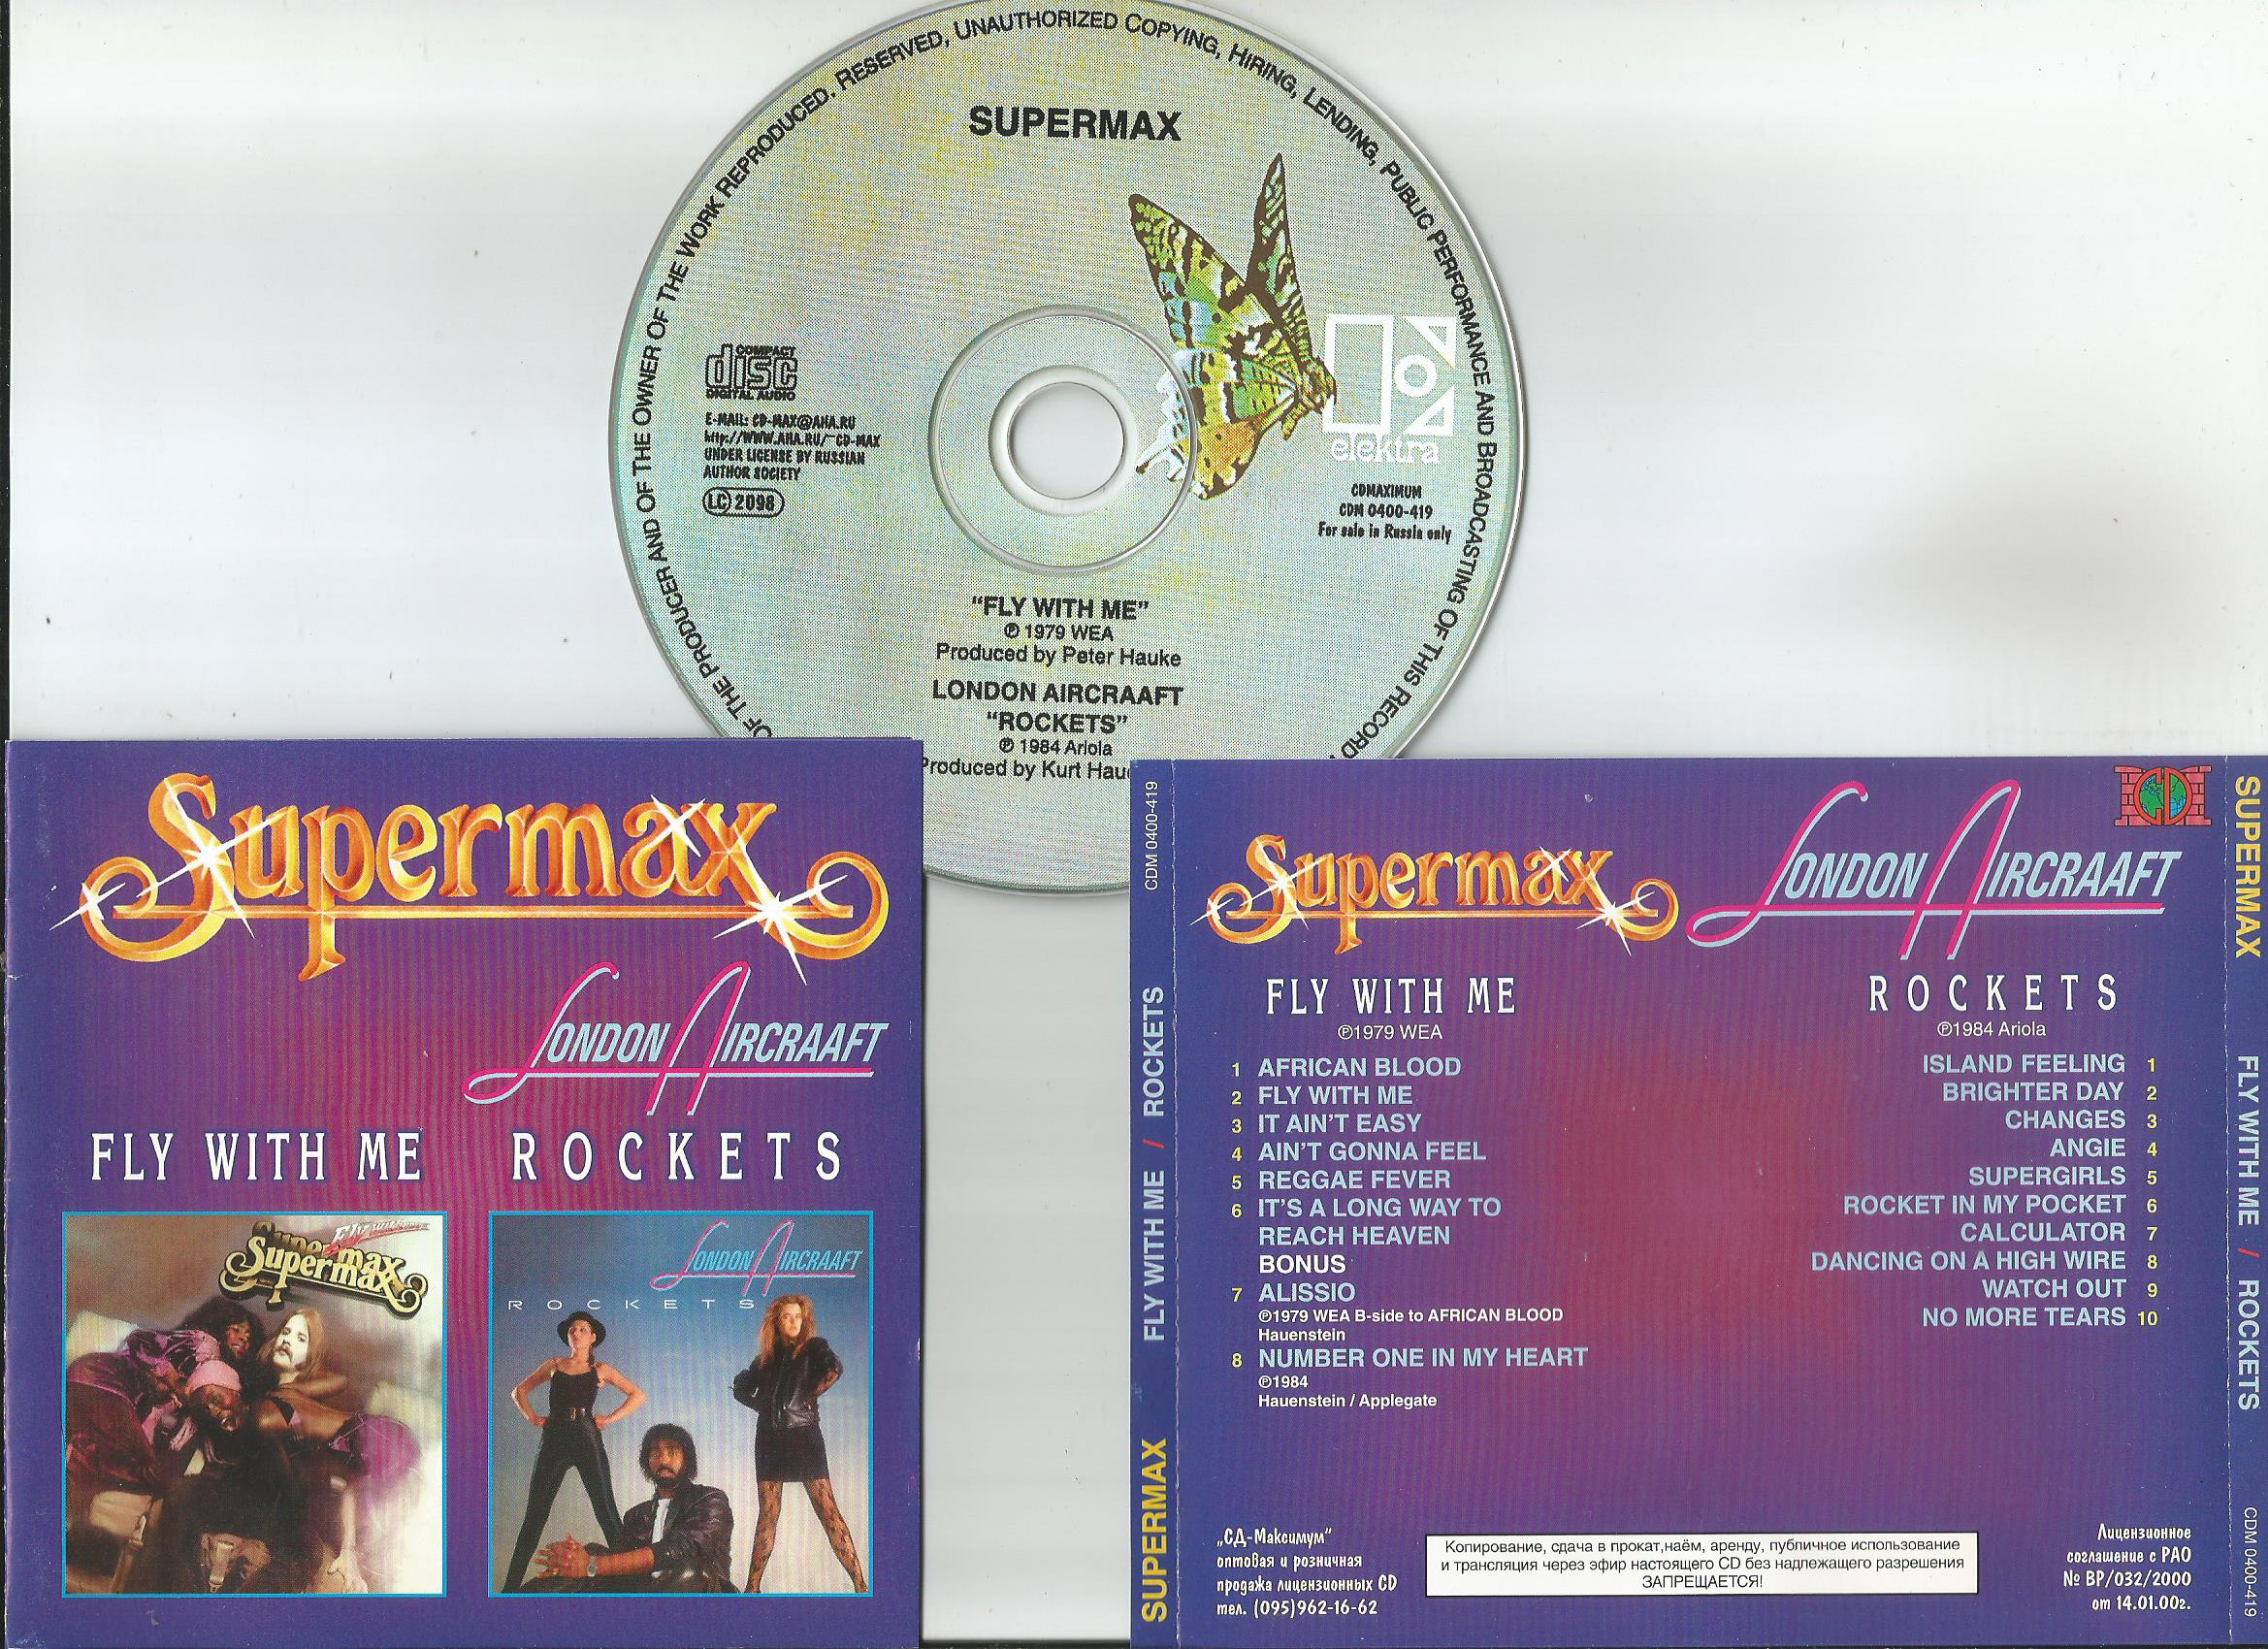 RESERVED, UNAUTHORIZED COPYING, HIRING, LENDING, PUBLIC PERFORMANCE AND BROADCASTING OF THIS RECORD
OF THE PRODUCER AND OF THE OWNER OF THE WORK REPRODUCED.
SUPERMAX
COMPACT
disc
DIGITAL AUDIO
E-MAIL: CD-MAX@AHA.RU
http://WWW.AHA.RU/~CD-MAX
UNDER LICENSE BY RUSSIAN
AUTHOR SOCIETY
LC 2098
elektra
CDMAXIMUM
CDM 0400-419
For sale in Russia only
“FLY WITH ME”
℗ 1979 WEA
Produced by Peter Hauke
LONDON AIRCRAAFT
“ROCKETS”
℗ 1984 Ariola
Produced by Kurt Hau
Supermax
LONDON AIRCRAAFT
FLY WITH ME
ROCKETS
FLY WITH ME
Supermax
Supermax
LONDON AIRCRAAFT
ROCKETS
CDM 0400-419
SUPERMAX FLY WITH ME / ROCKETS
Supermax
LONDON AIRCRAAFT
CD
FLY WITH ME
℗1979 WEA
1 AFRICAN BLOOD
2 FLY WITH ME
3 IT AIN'T EASY
4 AIN'T GONNA FEEL
5 REGGAE FEVER
6 IT'S A LONG WAY TO
REACH HEAVEN
BONUS
7 ALISSIO
℗1979 WEA B-side to AFRICAN BLOOD
Hauenstein
8 NUMBER ONE IN MY HEART
℗1984
Hauenstein / Applegate
ROCKETS
℗1984 Ariola
ISLAND FEELING 1
BRIGHTER DAY 2
CHANGES 3
ANGIE 4
SUPERGIRLS 5
ROCKET IN MY POCKET 6
CALCULATOR 7
DANCING ON A HIGH WIRE 8
WATCH OUT 9
NO MORE TEARS 10
„СД-Максимум"
оптовая и розничная
продажа лицензионных CD
тел. (095)962-16-62
Копирование, сдача в прокат,наём, аренду, публичное использование
и трансляция через эфир настоящего CD без надлежащего разрешения
ЗАПРЕЩАЕТСЯ!
Лицензионное
соглашение с РАО
№ ВР/032/2000
от 14.01.00г.
SUPERMAX FLY WITH ME / ROCKETS
CDM 0400-419